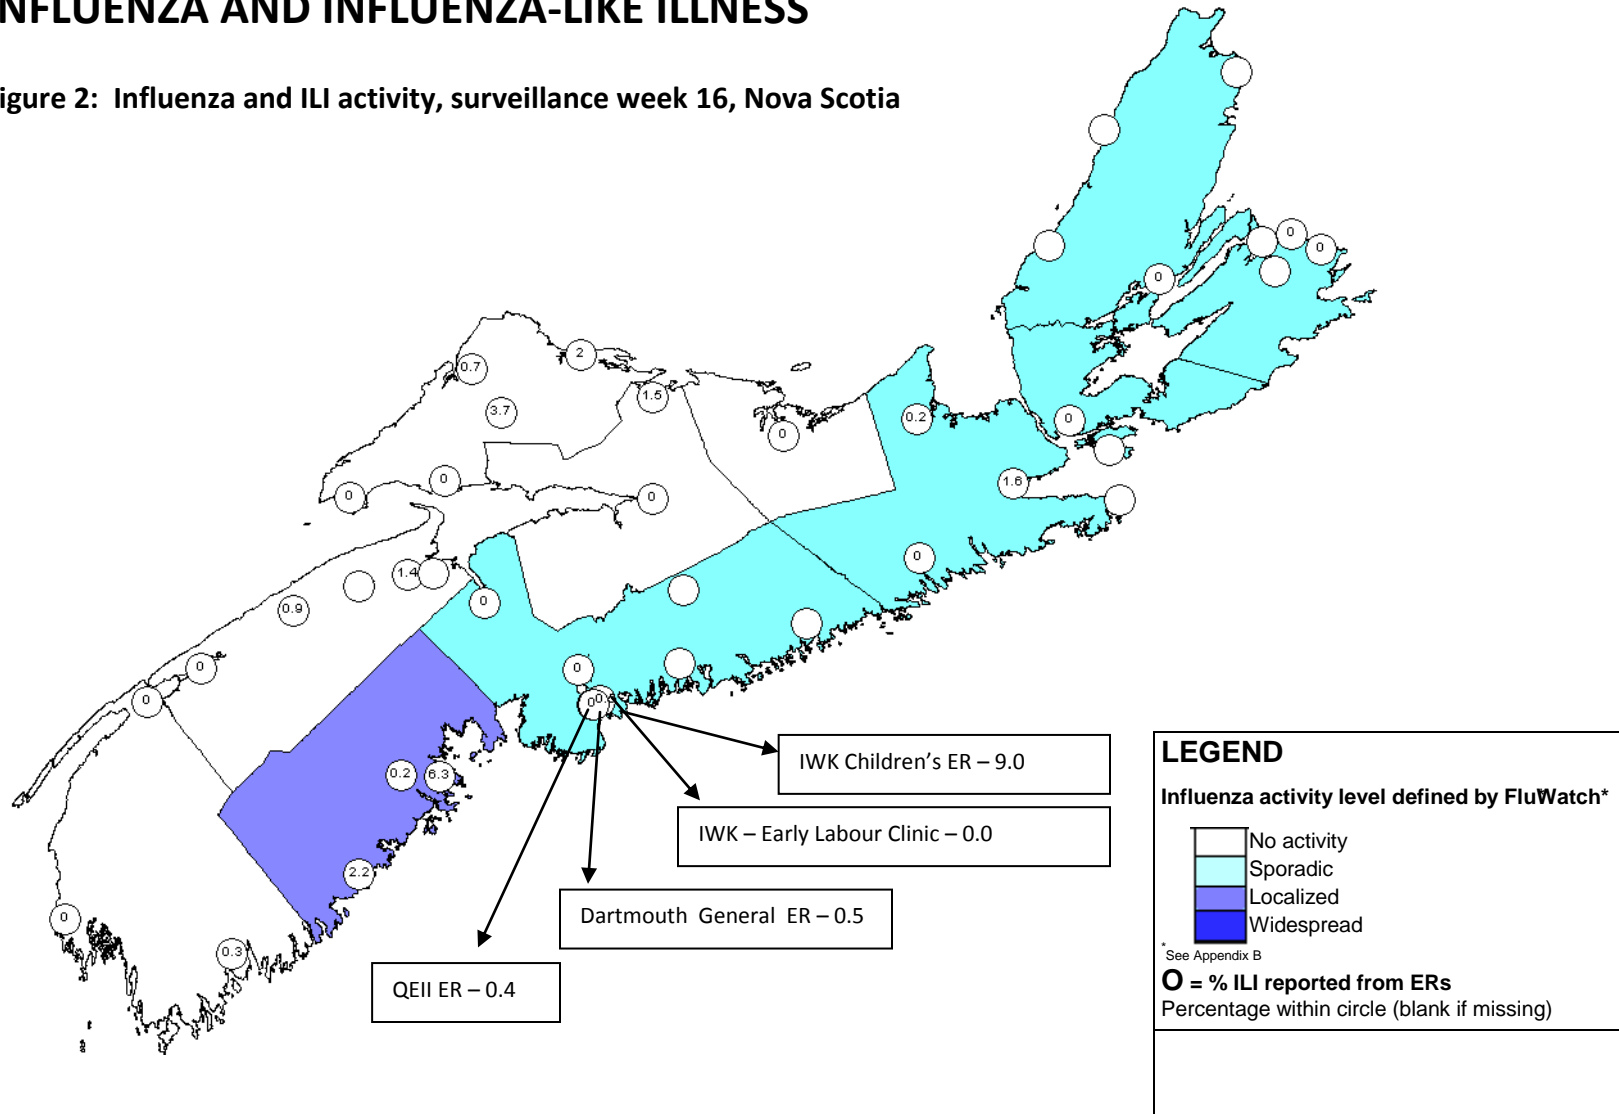 NFLUENZA AND INFLUENZA-LIKE ILLNESS
igure 2: Influenza and ILI activity, surveillance week 16, Nova Scotia
0
0
0
2
0.7
1.5
3.7
0.2
0
0
0
1.6
0
0
0
1.4
0.9
0
0
0
0
0
0
0.2
6.3
2.2
0
0.3
IWK Children's ER – 9.0
IWK – Early Labour Clinic – 0.0
Dartmouth General ER – 0.5
QEII ER – 0.4
LEGEND
Influenza activity level defined by FluWatch*
No activity
Sporadic
Localized
Widespread
*See Appendix B
O = % ILI reported from ERs
Percentage within circle (blank if missing)